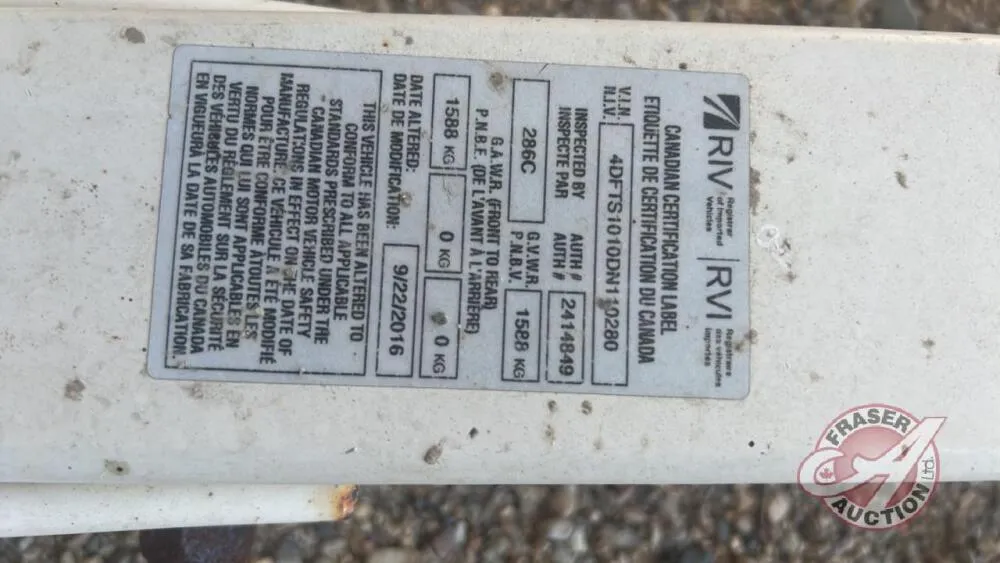 RIV Registrar of Imported Vehicles | RVI Registraire des véhicules importés
CANADIAN CERTIFICATION LABEL
ETIQUETTE DE CERTIFICATION DU CANADA
V.I.N. 4DFTS1010DN110280
N.I.V.
INSPECTED BY AUTH # 2414849
INSPECTE PAR AUTH #
286C G.V.W.R. 1588 KG
P.N.B.V.
G.A.W.R. (FRONT TO REAR)
P.N.B.E. (DE L'AVANT À L'ARRIÈRE)
1588 KG 0 KG 0 KG
DATE ALTERED: 9/22/2016
DATE DE MODIFICATION:
THIS VEHICLE HAS BEEN ALTERED TO
CONFORM TO ALL APPLICABLE
STANDARDS PRESCRIBED UNDER THE
CANADIAN MOTOR VEHICLE SAFETY
REGULATIONS IN EFFECT ON THE DATE OF
MANUFACTURE. CE VÉHICULE A ÉTÉ MODIFIÉ
POUR ÊTRE CONFORME À TOUTES LES
NORMES QUI LUI SONT APPLICABLES EN
VERTU DU RÈGLEMENT SUR LA SÉCURITÉ
DES VÉHICULES AUTOMOBILES DU CANADA
EN VIGUEUR À LA DATE DE SA FABRICATION.
FRASER
AUCTION
Ltd.